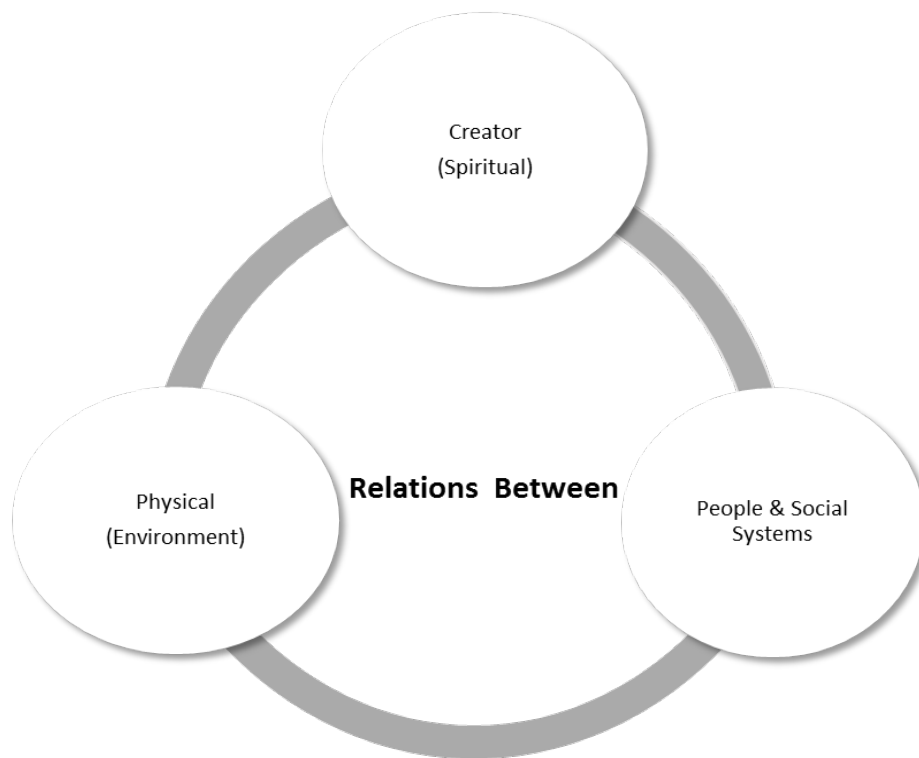 Creator
(Spiritual)
Physical
(Environment)
Relations Between
People & Social
Systems